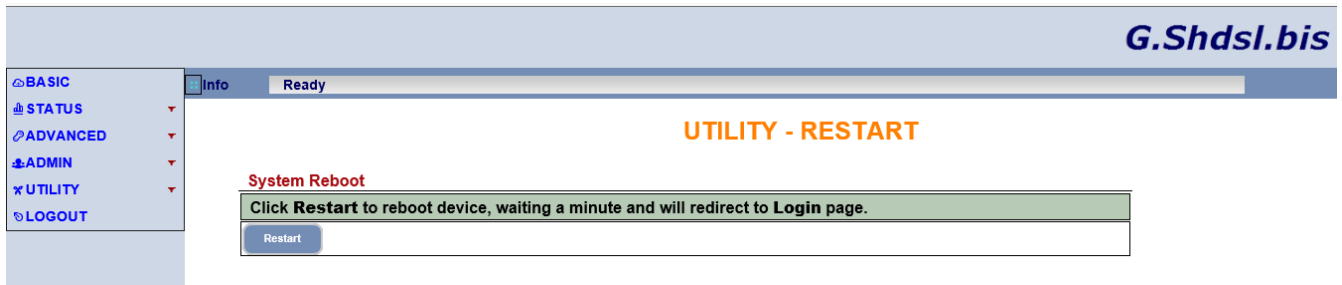 G.Shdsl.bis
BASIC
STATUS
ADVANCED
ADMIN
UTILITY
LOGOUT
Info
Ready
UTILITY - RESTART
System Reboot
Click Restart to reboot device, waiting a minute and will redirect to Login page.
Restart